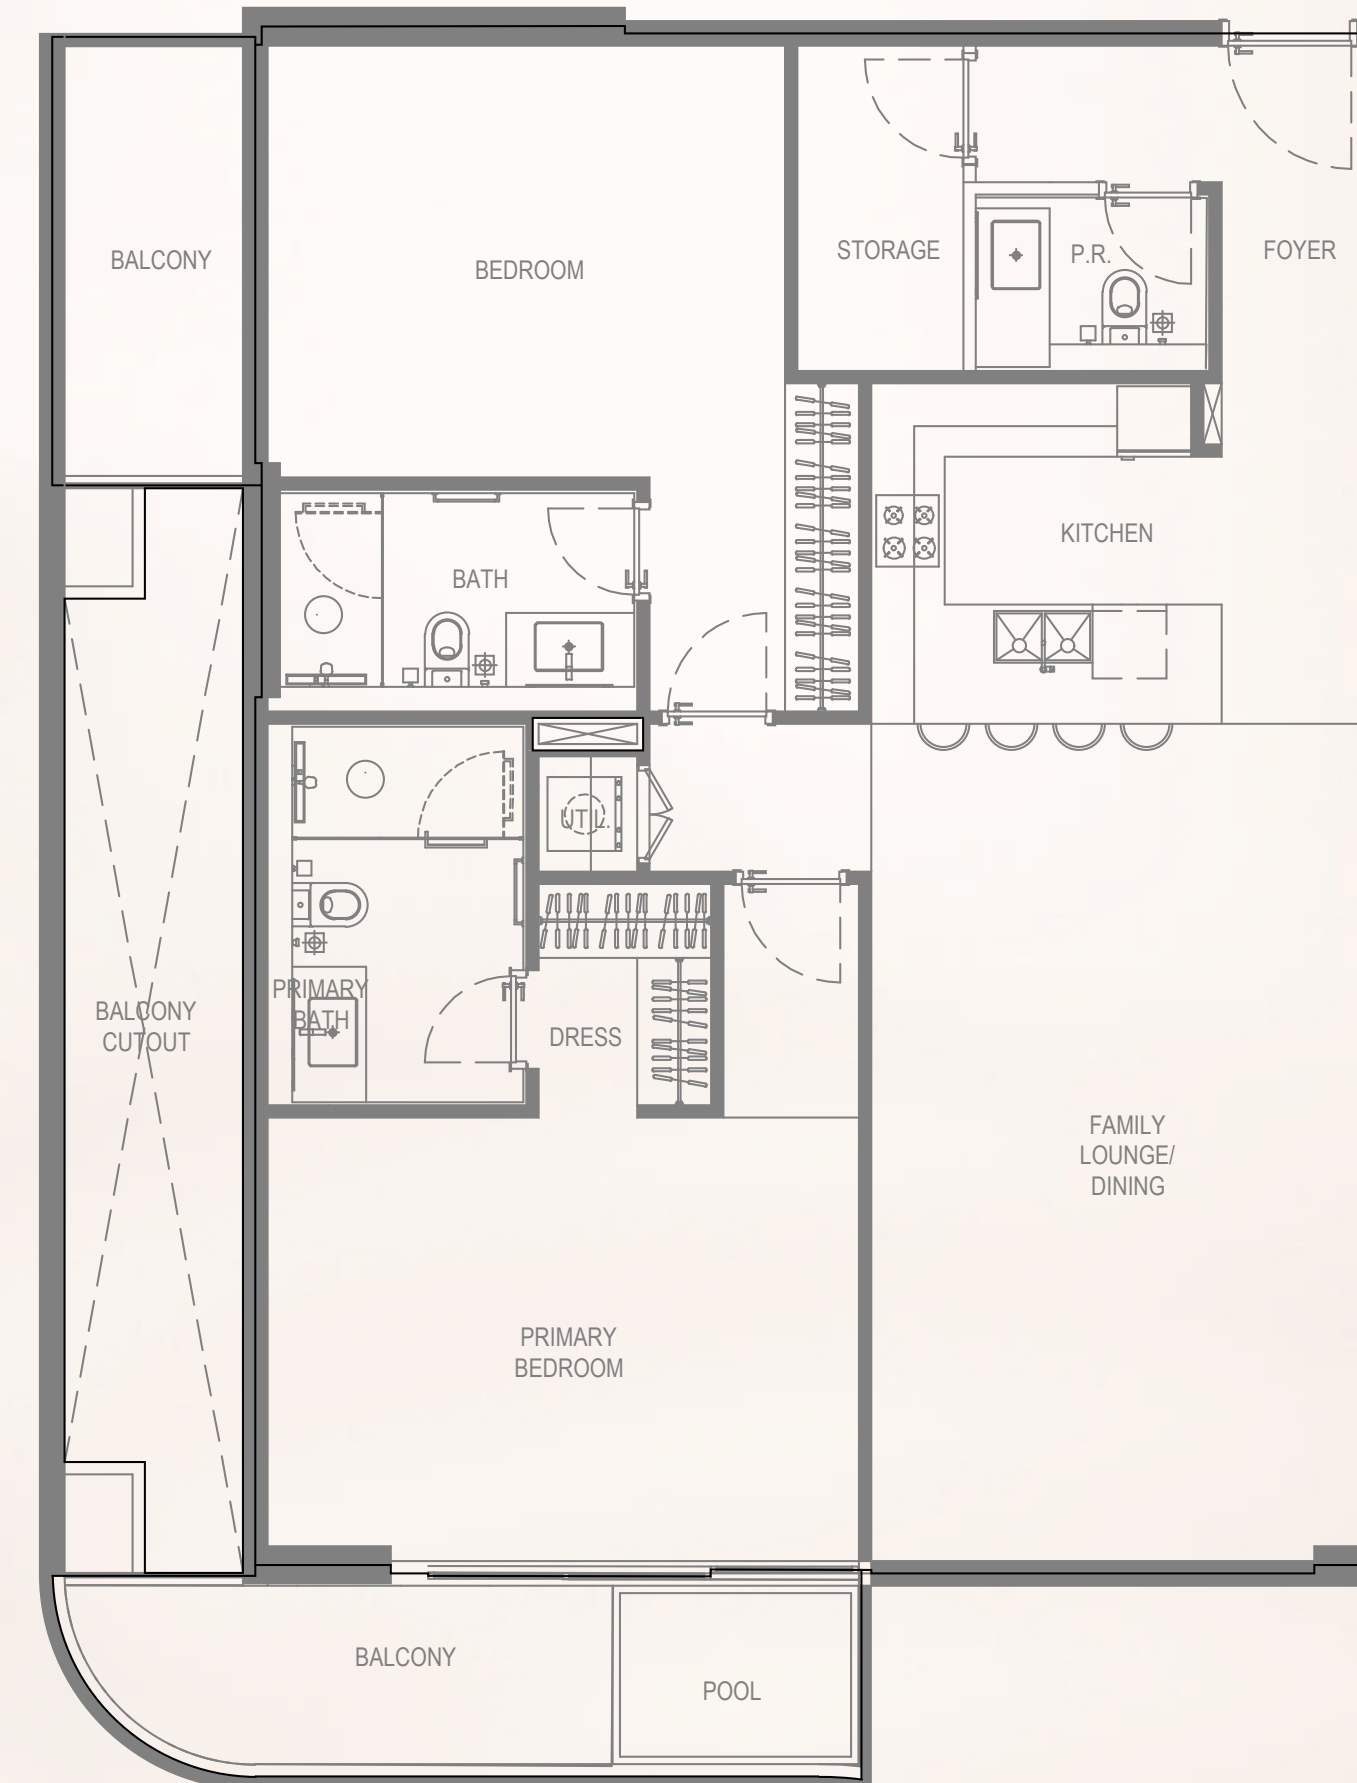 STORAGE
P.R.
FOYER
BALCONY
BEDROOM
KITCHEN
BATH
UTIL.
PRIMARY
BATH
BALCONY
CUTOUT
DRESS
FAMILY
LOUNGE/
DINING
PRIMARY
BEDROOM
BALCONY
POOL